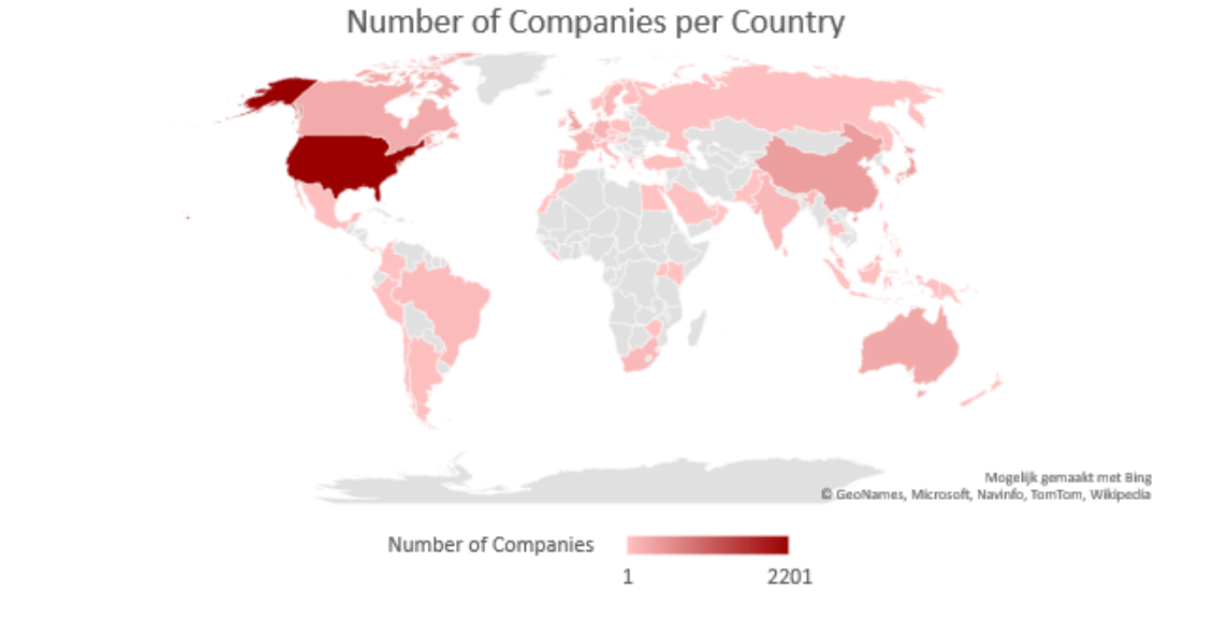 Number of Companies per Country
Mogelijk gemaakt met Bing
© GeoNames, Microsoft, Navinfo, TomTom, Wikipedia
Number of Companies
1
2201